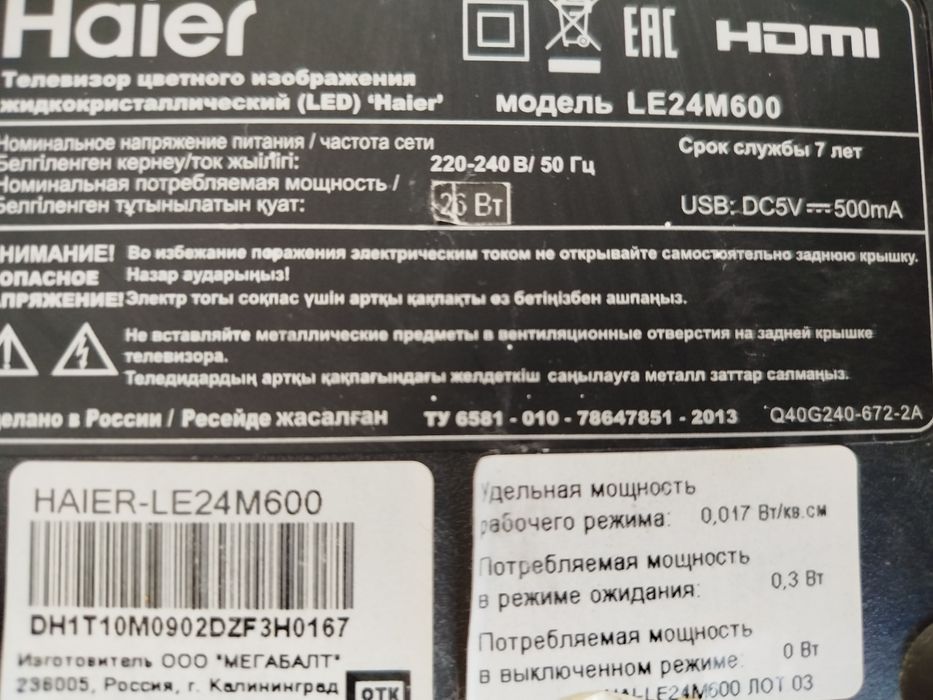 Haier
EAC HDMI
Телевизор цветного изображения
жидкокристаллический (LED) 'Haier' модель LE24M600
Номинальное напряжение питания / частота сети
Белгіленген кернеу/ток жыілігі: 220-240 В/ 50 Гц
Срок службы 7 лет
Номинальная потребляемая мощность /
Белгіленген тұтынылатын қуат: 26 Вт
USB: DC5V 500mA
НИМАНИЕ! Во избежание поражения электрическим током не открывайте самостоятельно заднюю крышку.
ОПАСНОЕ Назар аударыңыз!
ПРЯЖЕНИЕ! Электр тогы соқпас үшін артқы қақпақты өз бетіңізбен ашпаңыз.
Не вставляйте металлические предметы в вентиляционные отверстия на задней крышке
телевизора.
Теледидардың артқы қақпағындағы желдеткіш саңылауға металл заттар салмаңыз.
делано в России / Ресейде жасалған ТУ 6581 - 010 - 78647851 - 2013 Q40G240-672-2A
HAIER-LE24M600
DH1T10M0902DZF3H0167
Изготовитель ООО "МЕГАБАЛТ"
236005, Россия, г. Калининград ОТК
Удельная мощность
рабочего режима: 0,017 Вт/кв.см
Потребляемая мощность
в режиме ожидания: 0,3 Вт
Потребляемая мощность
в выключенном режиме: 0 Вт
LE24M600 ЛОТ 03